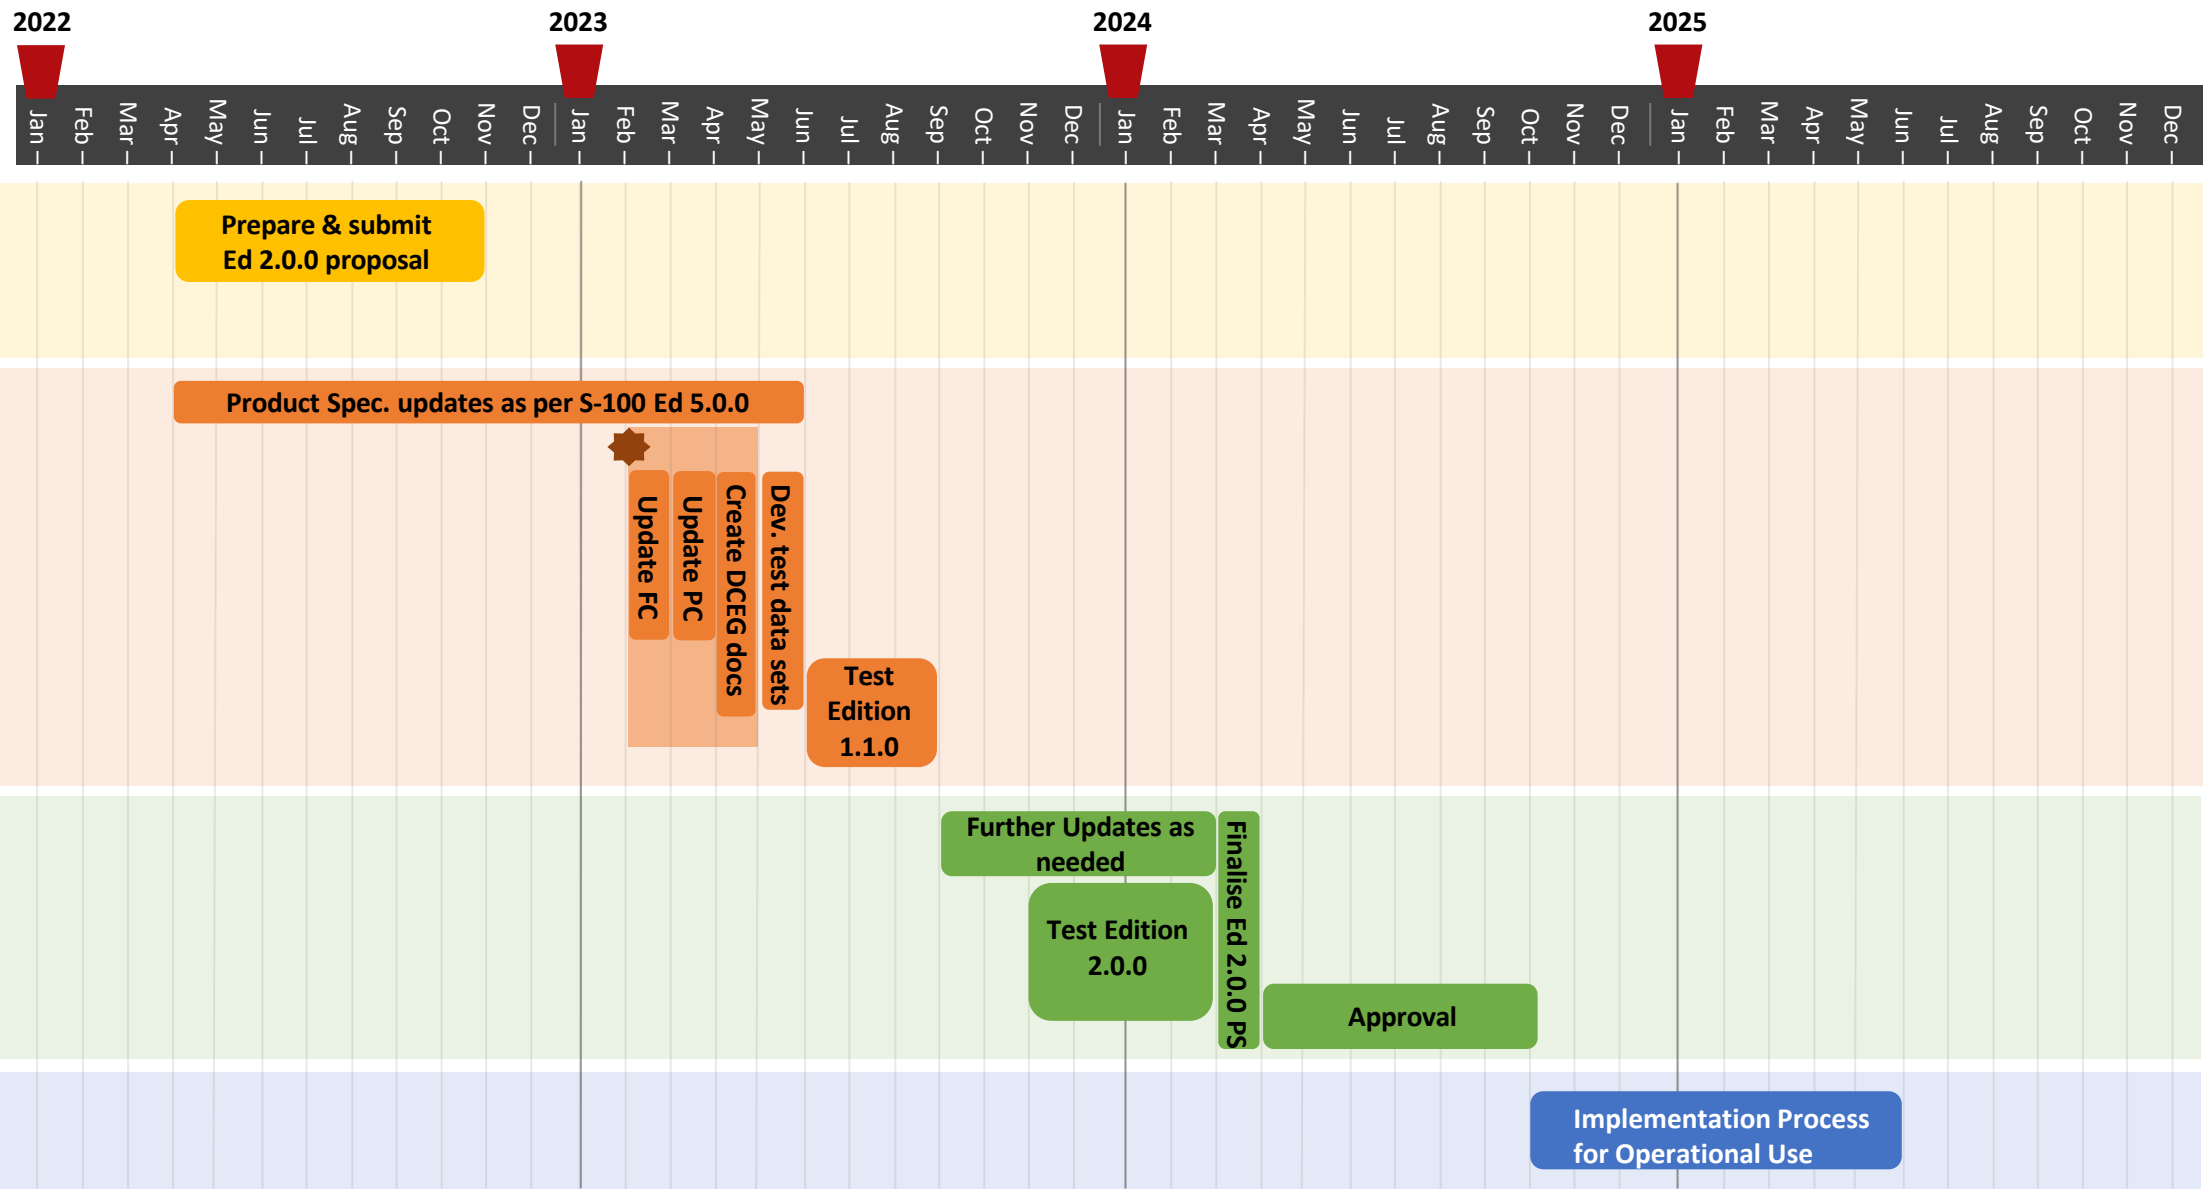 2022
2023
2024
2025
Jan
Feb
Mar
Apr
May
Jun
Jul
Aug
Sep
Oct
Nov
Dec
Jan
Feb
Mar
Apr
May
Jun
Jul
Aug
Sep
Oct
Nov
Dec
Jan
Feb
Mar
Apr
May
Jun
Jul
Aug
Sep
Oct
Nov
Dec
Jan
Feb
Mar
Apr
May
Jun
Jul
Aug
Sep
Oct
Nov
Dec
Prepare & submit
Ed 2.0.0 proposal
Product Spec. updates as per S-100 Ed 5.0.0
Update FC
Update PC
Create DCEG docs
Dev. test data sets
Test
Edition
1.1.0
Further Updates as
needed
Test Edition
2.0.0
Finalise Ed 2.0.0 PS
Approval
Implementation Process
for Operational Use